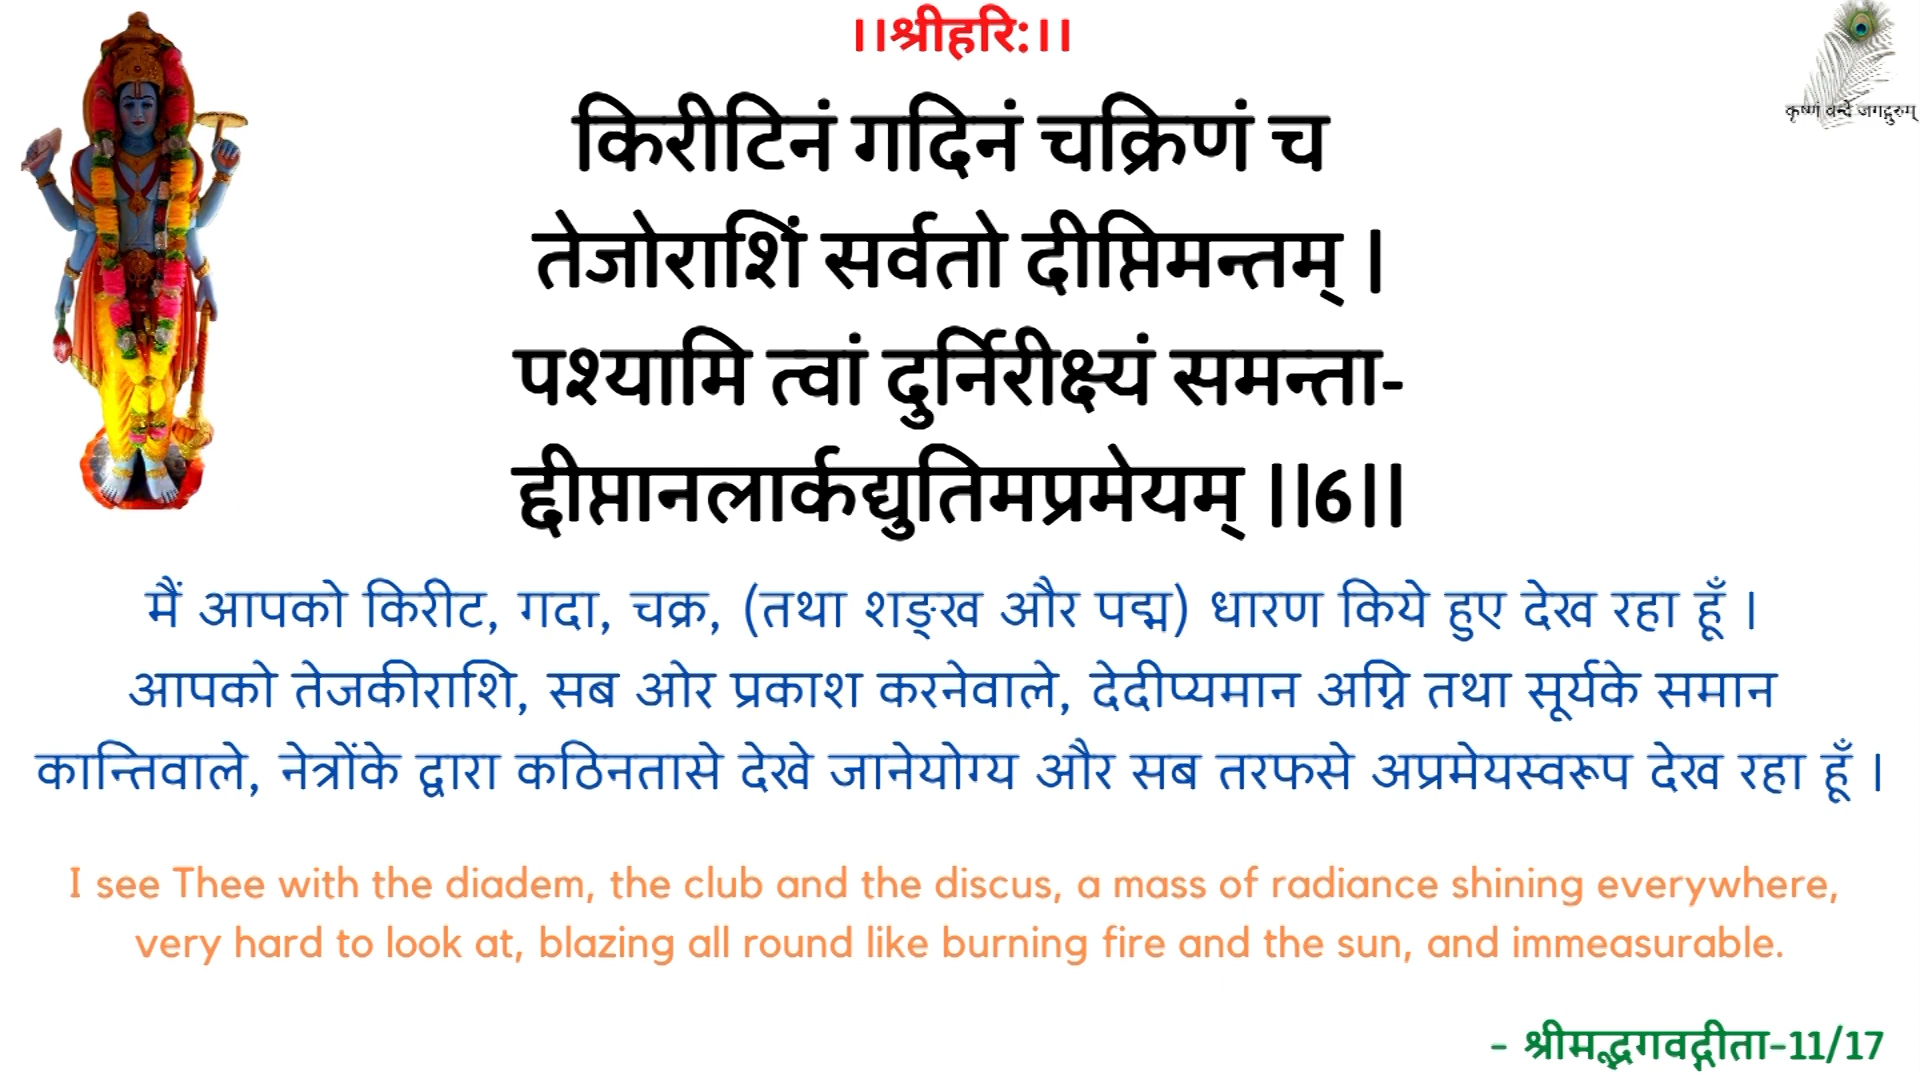 ।।श्रीहरि:।।
कृष्णं वन्दे जगद्गुरुम्
किरीटिनं गदिनं चक्रिणं च
तेजोराशिं सर्वतो दीप्तिमन्तम् |
पश्यामि त्वां दुर्निरीक्ष्यं समन्ता-
द्दीप्तानलार्कद्युतिमप्रमेयम् ||6||
मैं आपको किरीट, गदा, चक्र, (तथा शङ्ख और पद्म) धारण किये हुए देख रहा हूँ |
आपको तेजकीराशि, सब ओर प्रकाश करनेवाले, देदीप्यमान अग्नि तथा सूर्यके समान
कान्तिवाले, नेत्रोंके द्वारा कठिनतासे देखे जानेयोग्य और सब तरफसे अप्रमेयस्वरूप देख रहा हूँ |
I see Thee with the diadem, the club and the discus, a mass of radiance shining everywhere,
very hard to look at, blazing all round like burning fire and the sun, and immeasurable.
- श्रीमद्भगवद्गीता-11/17